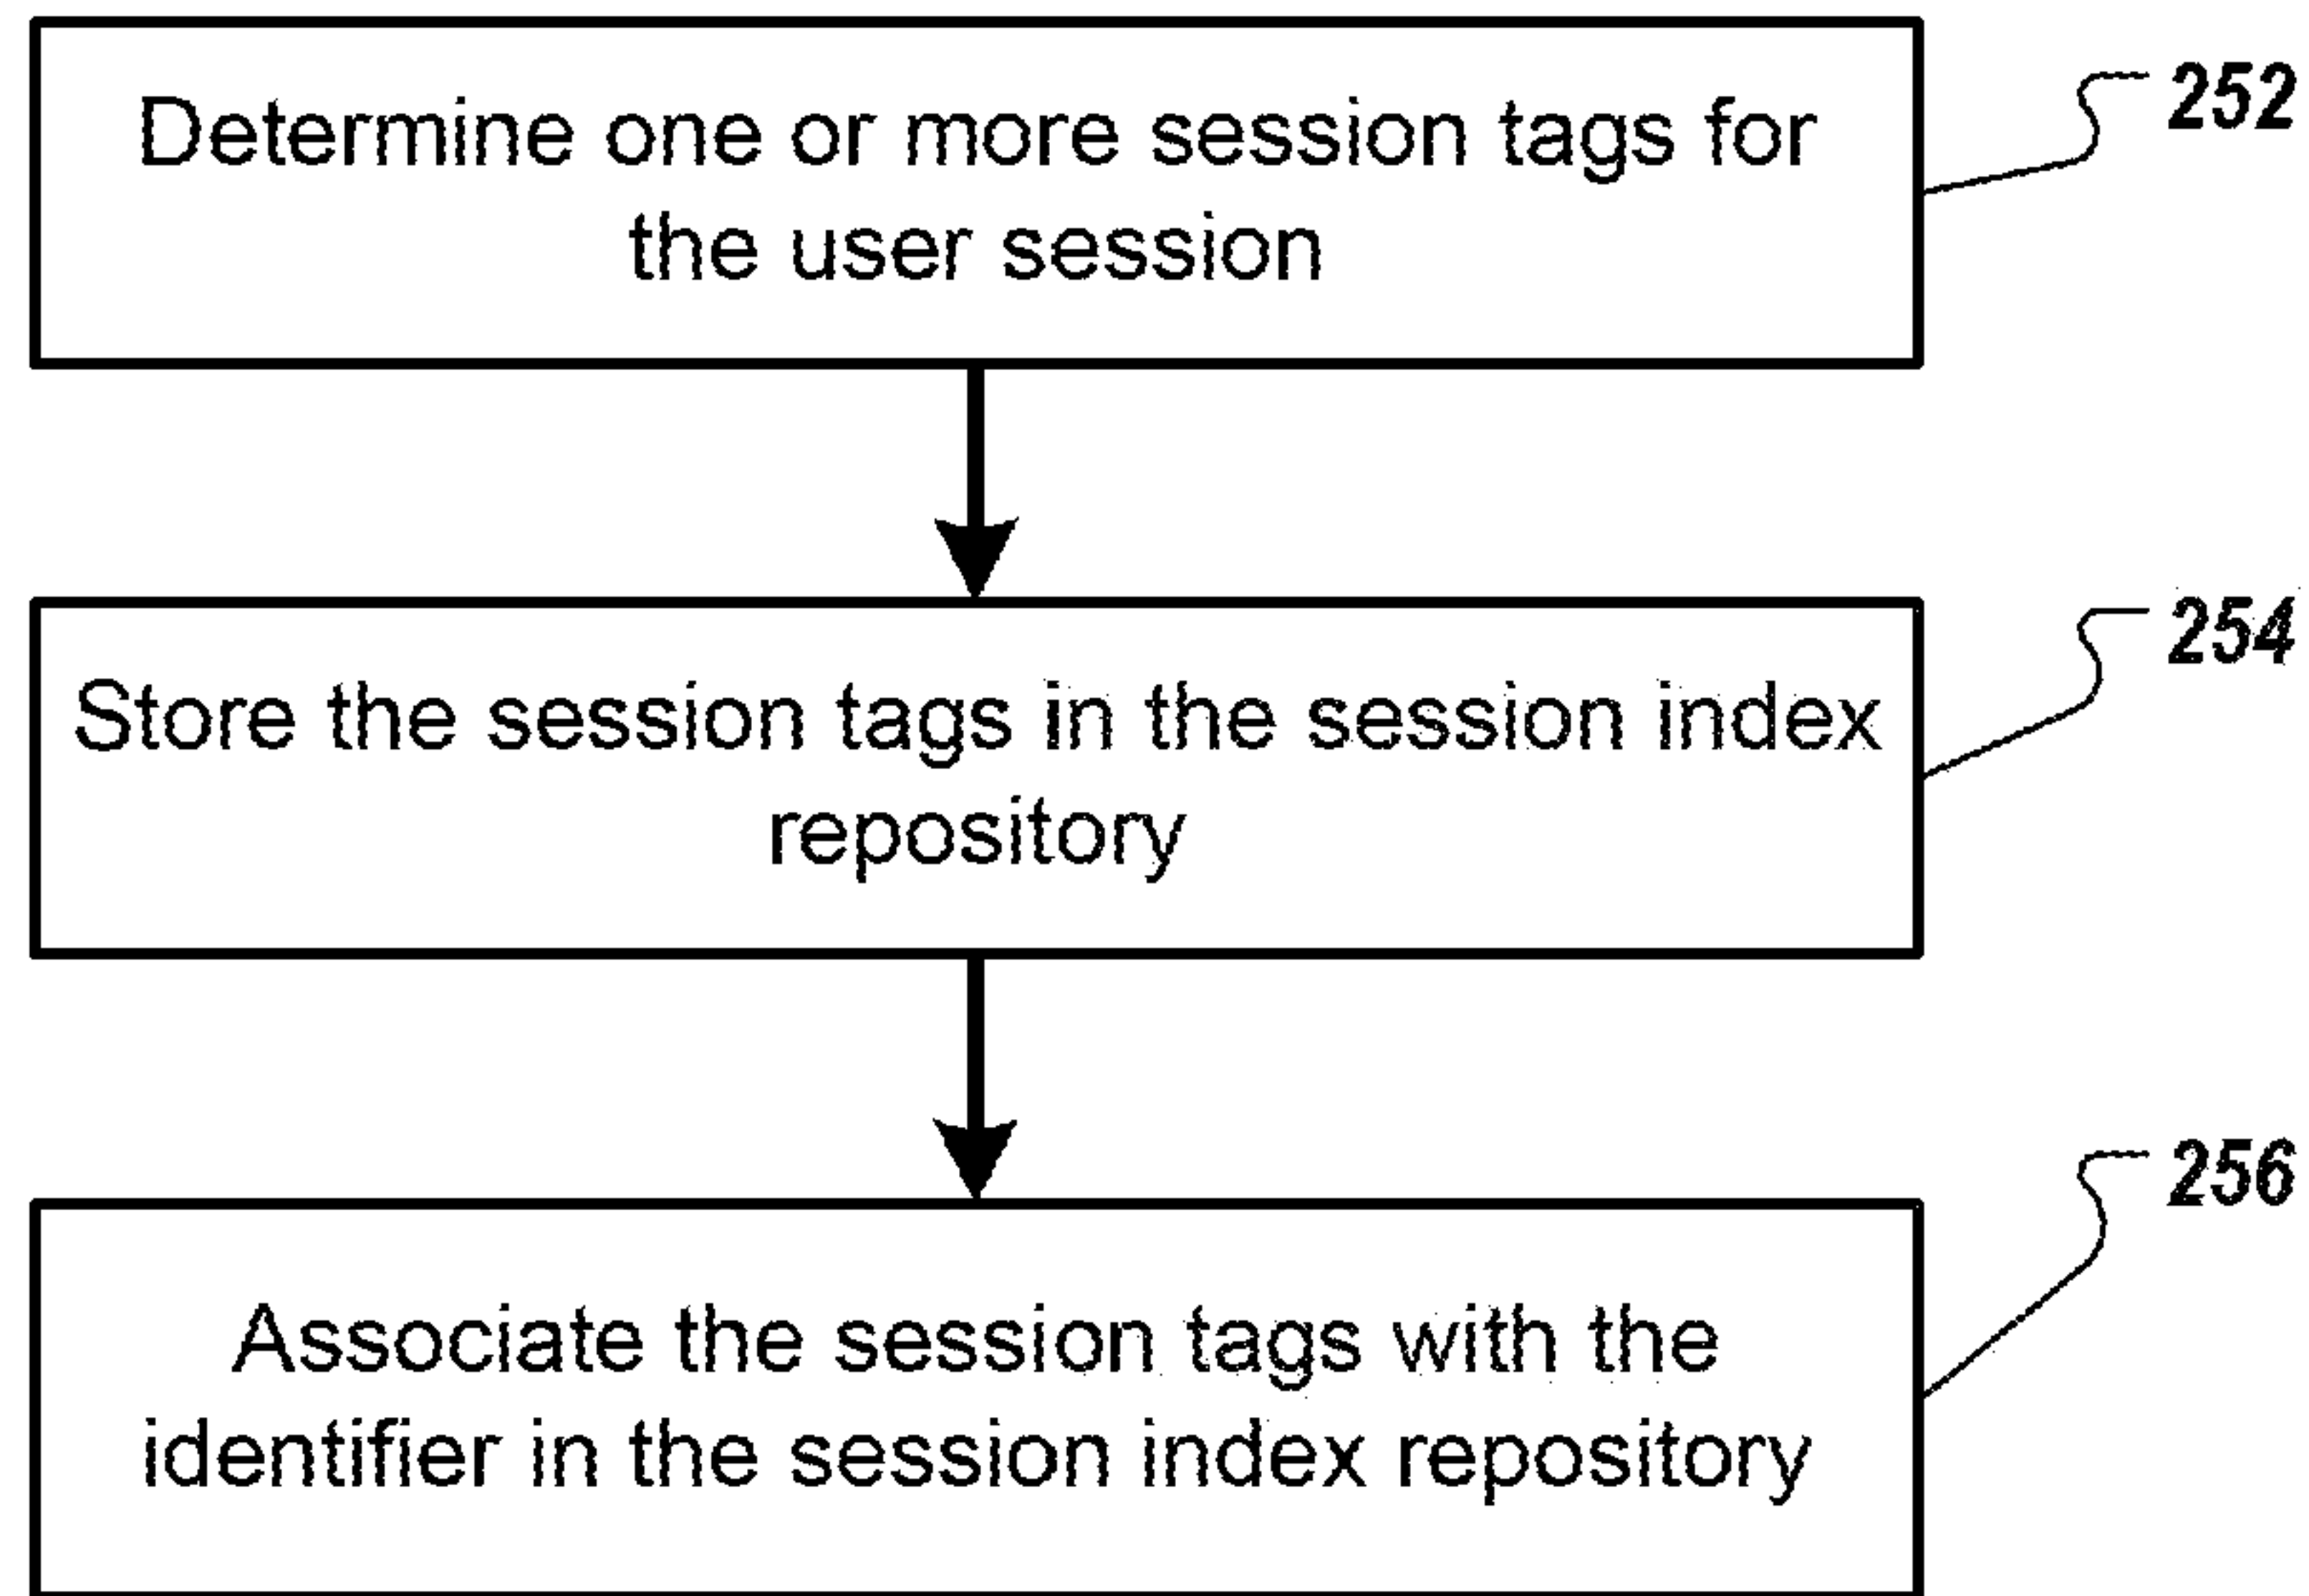 Determine one or more session tags for
the user session
252
Store the session tags in the session index
repository
254
Associate the session tags with the
identifier in the session index repository
256